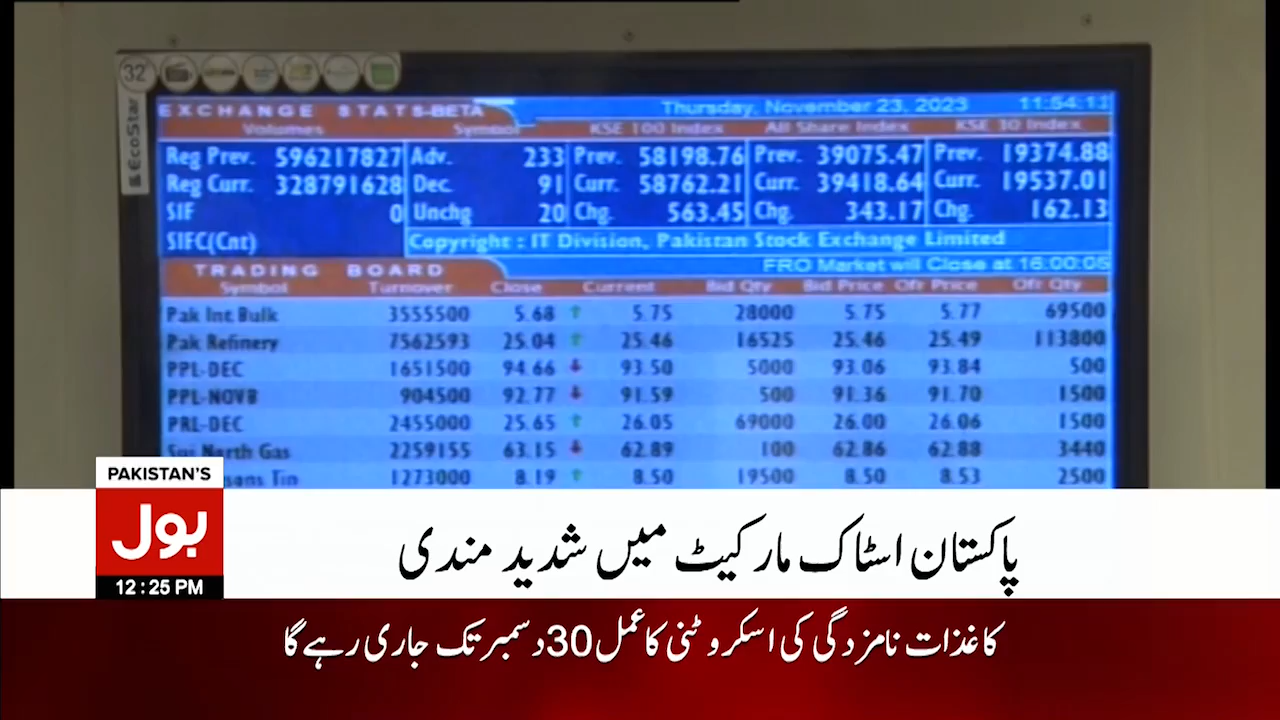 32
EcoStar
EXCHANGE STATS-BETA Thursday, November 23, 2023 11:54:13
Volumes Symbol KSE 100 Index All Share Index KSE 30 Index
Reg Prev. 596217827 Adv. 233 Prev. 58198.76 Prev. 39075.47 Prev. 19374.88
Reg Curr. 328791628 Dec. 91 Curr. 58762.21 Curr. 39418.64 Curr. 19537.01
SIF 0 Unchg 20 Chg. 563.45 Chg. 343.17 Chg. 162.13
SIFC(Cnt) Copyright : IT Division, Pakistan Stock Exchange Limited
TRADING BOARD FRO Market will Close at 16:00:05
Symbol Turnover Close Current Bid Qty Bid Price Ofr Price Ofr Qty
Pak Int Bulk 3555500 5.68 5.75 28000 5.75 5.77 69500
Pak Refinery 7562593 25.04 25.46 16525 25.46 25.49 113800
PPL-DEC 1651500 94.66 93.50 5000 93.06 93.84 500
PPL-NOVB 904500 92.77 91.59 500 91.36 91.70 1500
PRL-DEC 2455000 25.65 26.05 69000 26.00 26.06 1500
Sui North Gas 2259155 63.15 62.89 100 62.86 62.88 3440
Tin 1273000 8.19 8.50 19500 8.50 8.53 2500
PAKISTAN'S
بول
12:25 PM
پاکستان اسٹاک مارکیٹ میں شدید مندی
کاغذات نامزدگی کی اسکروٹنی کا عمل 30 دسمبر تک جاری رہے گا